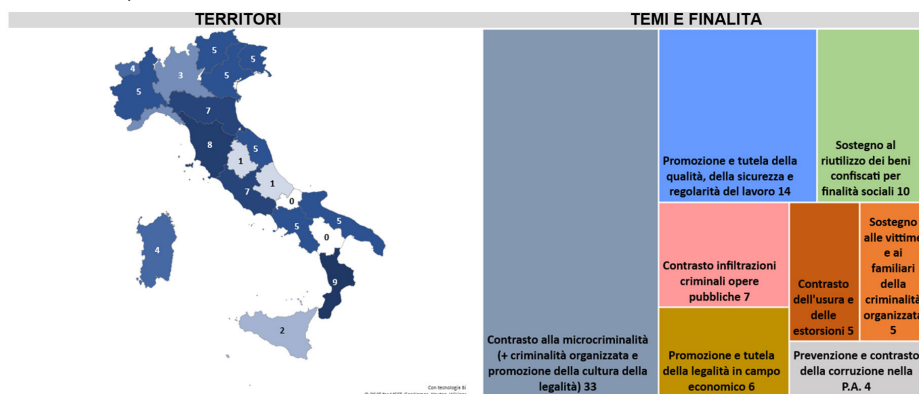 TERRITORI
5
5
4
3
5
5
7
8
5
1
1
7
0
5
5
0
4
9
2
Con tecnologia Bi
TEMI E FINALITA
Contrasto alla microcriminalità
(+ criminalità organizzata e
promozione della cultura della
legalità) 33
Promozione e tutela della
qualità, della sicurezza e
regolarità del lavoro 14
Sostegno al
riutilizzo dei beni
confiscati per
finalità sociali 10
Contrasto infiltrazioni
criminali opere
pubbliche 7
Promozione e tutela
della legalità in campo
economico 6
Contrasto
dell'usura e
delle
estorsioni 5
Sostegno
alle vittime
e ai
familiari
della
criminalità
organizzata
5
Prevenzione e contrasto
della corruzione nella
P.A. 4